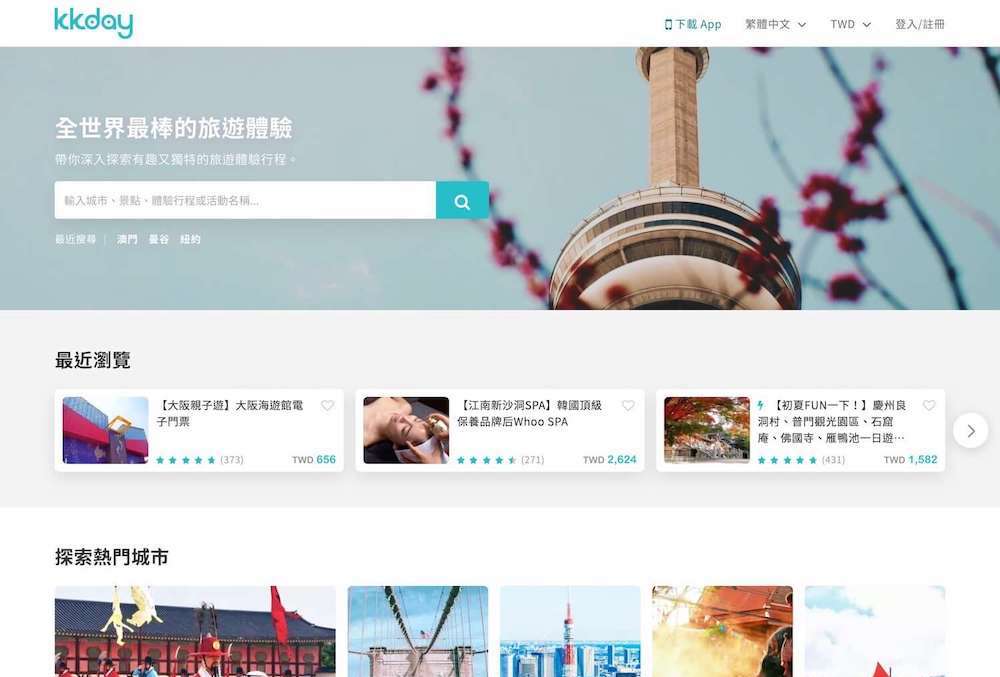 kkday
下載 App 繁體中文 TWD 登入/註冊
全世界最棒的旅遊體驗
帶你深入探索有趣又獨特的旅遊體驗行程。
輸入城市、景點、體驗行程或活動名稱...
最近搜尋 | 澳門 曼谷 紐約
最近瀏覽
【大阪親子遊】大阪海遊館電
子門票
(373) TWD 656
【江南新沙洞SPA】韓國頂級
保養品牌后Whoo SPA
(271) TWD 2,624
【初夏FUN一下！】慶州良
洞村、普門觀光園區、石窟
庵、佛國寺、雁鴨池一日遊…
(431) TWD 1,582
探索熱門城市